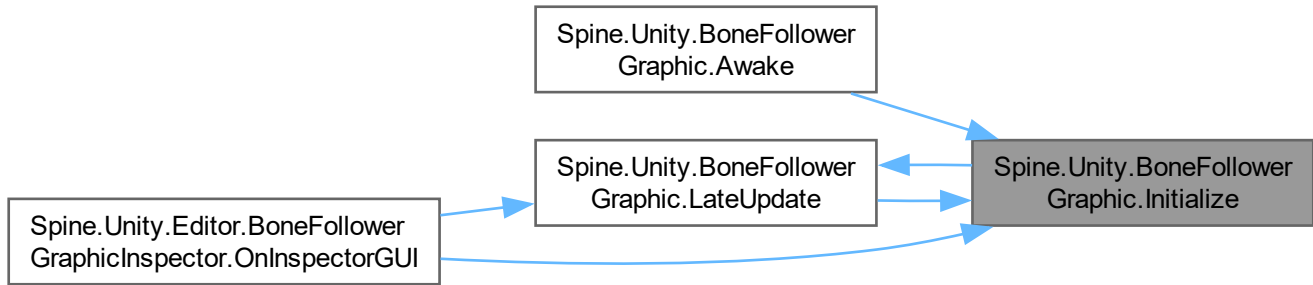 Spine.Unity.BoneFollower
Graphic.Awake
Spine.Unity.BoneFollower
Graphic.LateUpdate
Spine.Unity.BoneFollower
Graphic.Initialize
Spine.Unity.Editor.BoneFollower
GraphicInspector.OnInspectorGUI